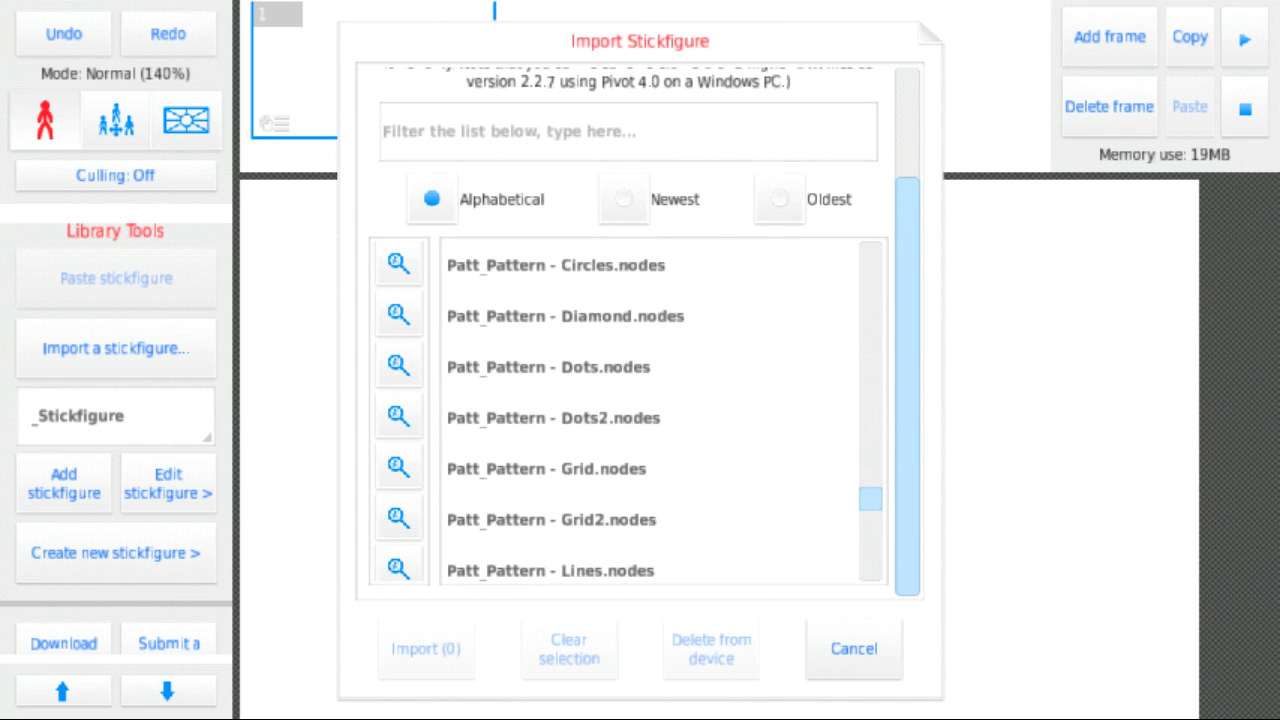 Undo
Redo
Mode: Normal (140%)
Culling: Off
Library Tools
Paste stickfigure
Import a stickfigure...
_Stickfigure
Add
stickfigure
Edit
stickfigure >
Create new stickfigure >
Download
Submit a
1
Import Stickfigure
version 2.2.7 using Pivot 4.0 on a Windows PC.)
Filter the list below, type here...
Alphabetical
Newest
Oldest
Patt_Pattern - Circles.nodes
Patt_Pattern - Diamond.nodes
Patt_Pattern - Dots.nodes
Patt_Pattern - Dots2.nodes
Patt_Pattern - Grid.nodes
Patt_Pattern - Grid2.nodes
Patt_Pattern - Lines.nodes
Import (0)
Clear
selection
Delete from
device
Cancel
Add frame
Copy
Delete frame
Paste
Memory use: 19MB